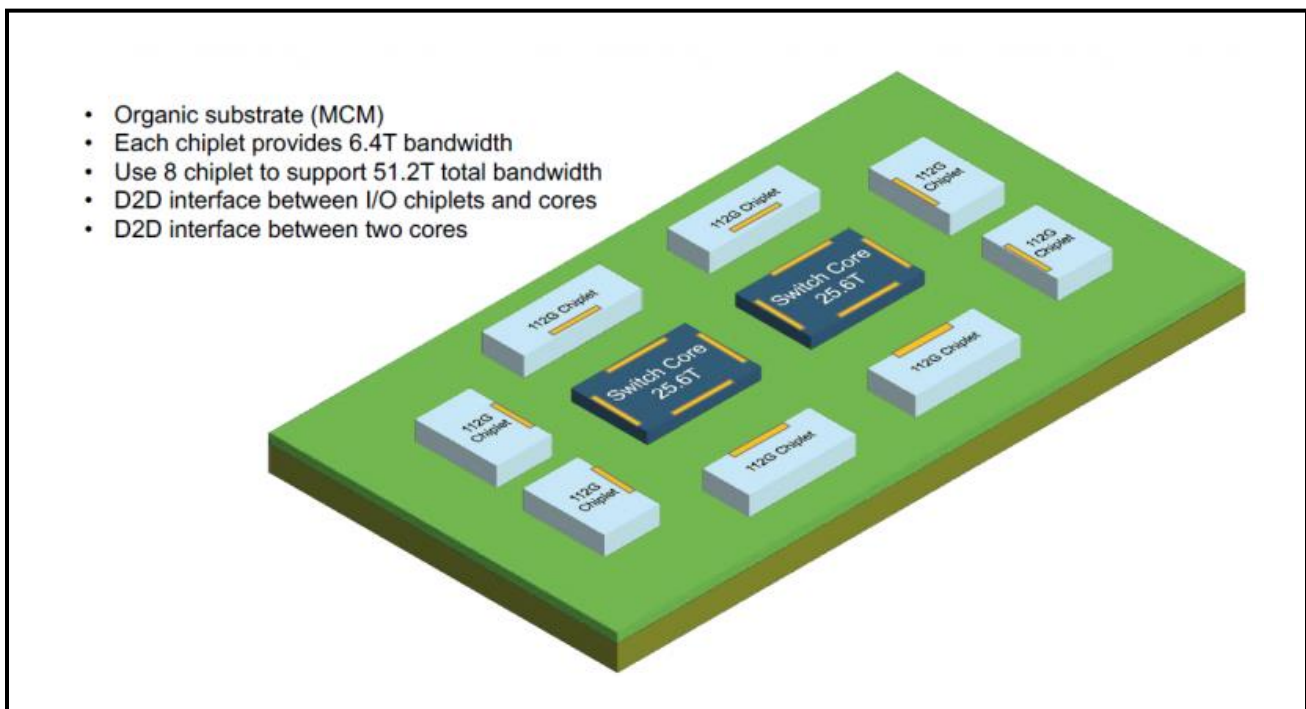 • Organic substrate (MCM)
• Each chiplet provides 6.4T bandwidth
• Use 8 chiplet to support 51.2T total bandwidth
• D2D interface between I/O chiplets and cores
• D2D interface between two cores
112G
Chiplet
112G Chiplet
112G
Chiplet
Switch Core
25.6T
112G Chiplet
Switch Core
25.6T
112G Chiplet
112G
Chiplet
112G Chiplet
112G
Chiplet